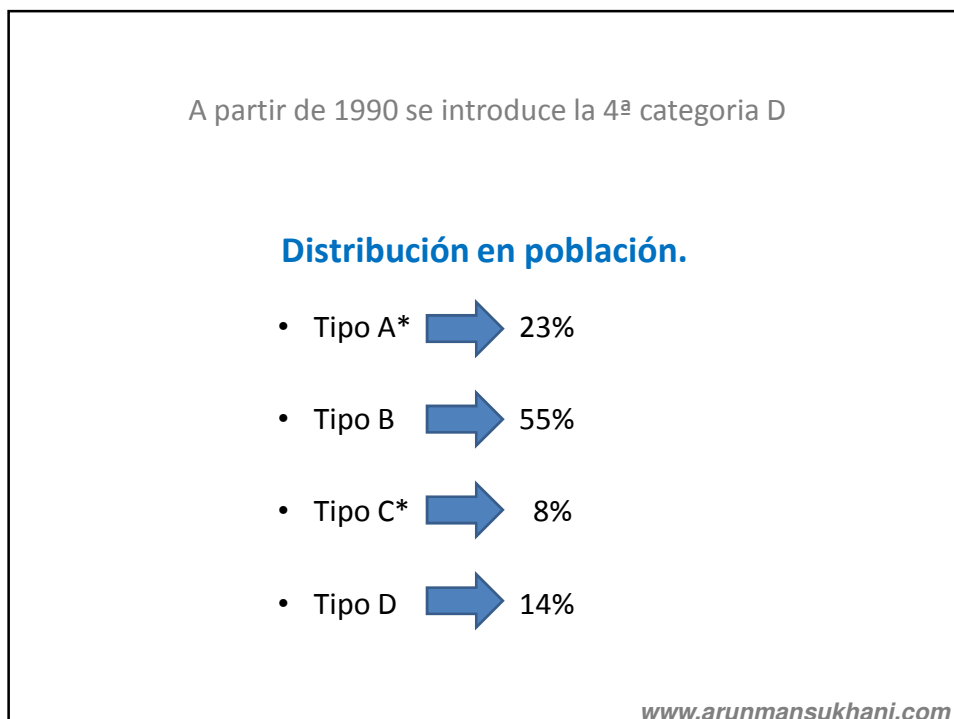 A partir de 1990 se introduce la 4ª categoria D
Distribución en población.
• Tipo A* 23%
• Tipo B 55%
• Tipo C* 8%
• Tipo D 14%
www.arunmansukhani.com